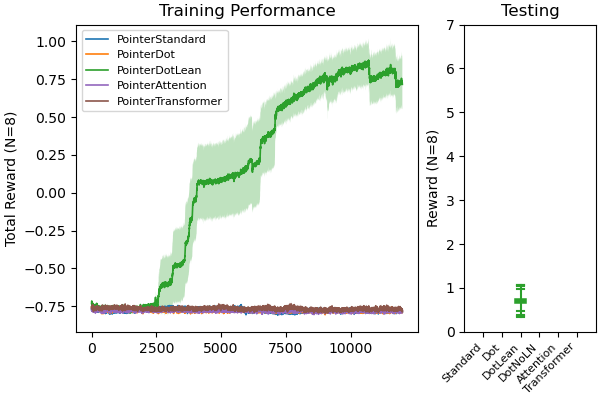 Training Performance
Total Reward (N=8)
1.00
0.75
0.50
0.25
0.00
−0.25
−0.50
−0.75
PointerStandard
PointerDot
PointerDotLean
PointerAttention
PointerTransformer
0
2500
5000
7500
10000
Testing
Reward (N=8)
7
6
5
4
3
2
1
0
Standard
Dot
DotLean
DotNoLN
Attention
Transformer